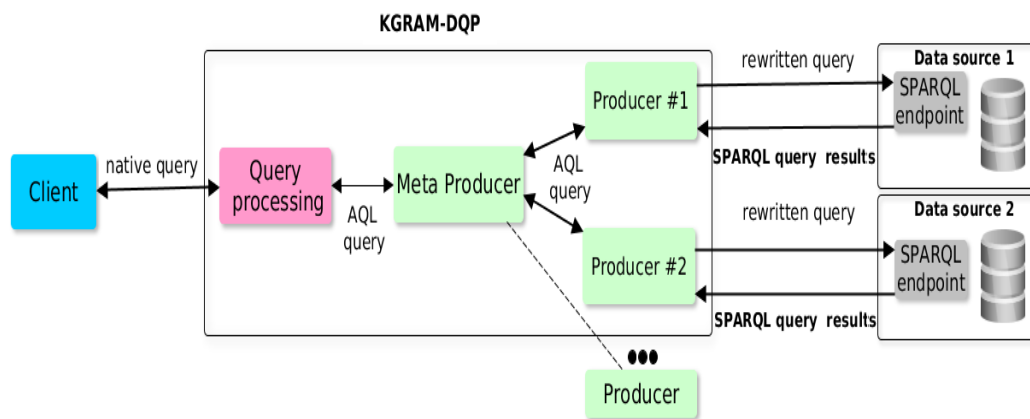 KGRAM-DQP
Client
native query
Query
processing
AQL
query
Meta Producer
Producer #1
AQL
query
Producer #2
rewritten query
SPARQL query results
Data source 1
SPARQL
endpoint
rewritten query
SPARQL query results
Data source 2
SPARQL
endpoint
Producer